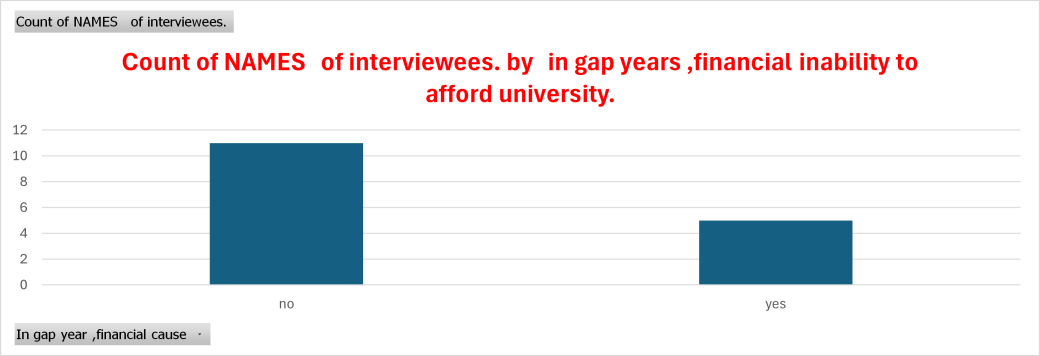 Count of NAMES   of interviewees.
Count of NAMES   of interviewees. by   in gap years ,financial inability to
afford university.
12
10
8
6
4
2
0
no
yes
In gap year ,financial cause